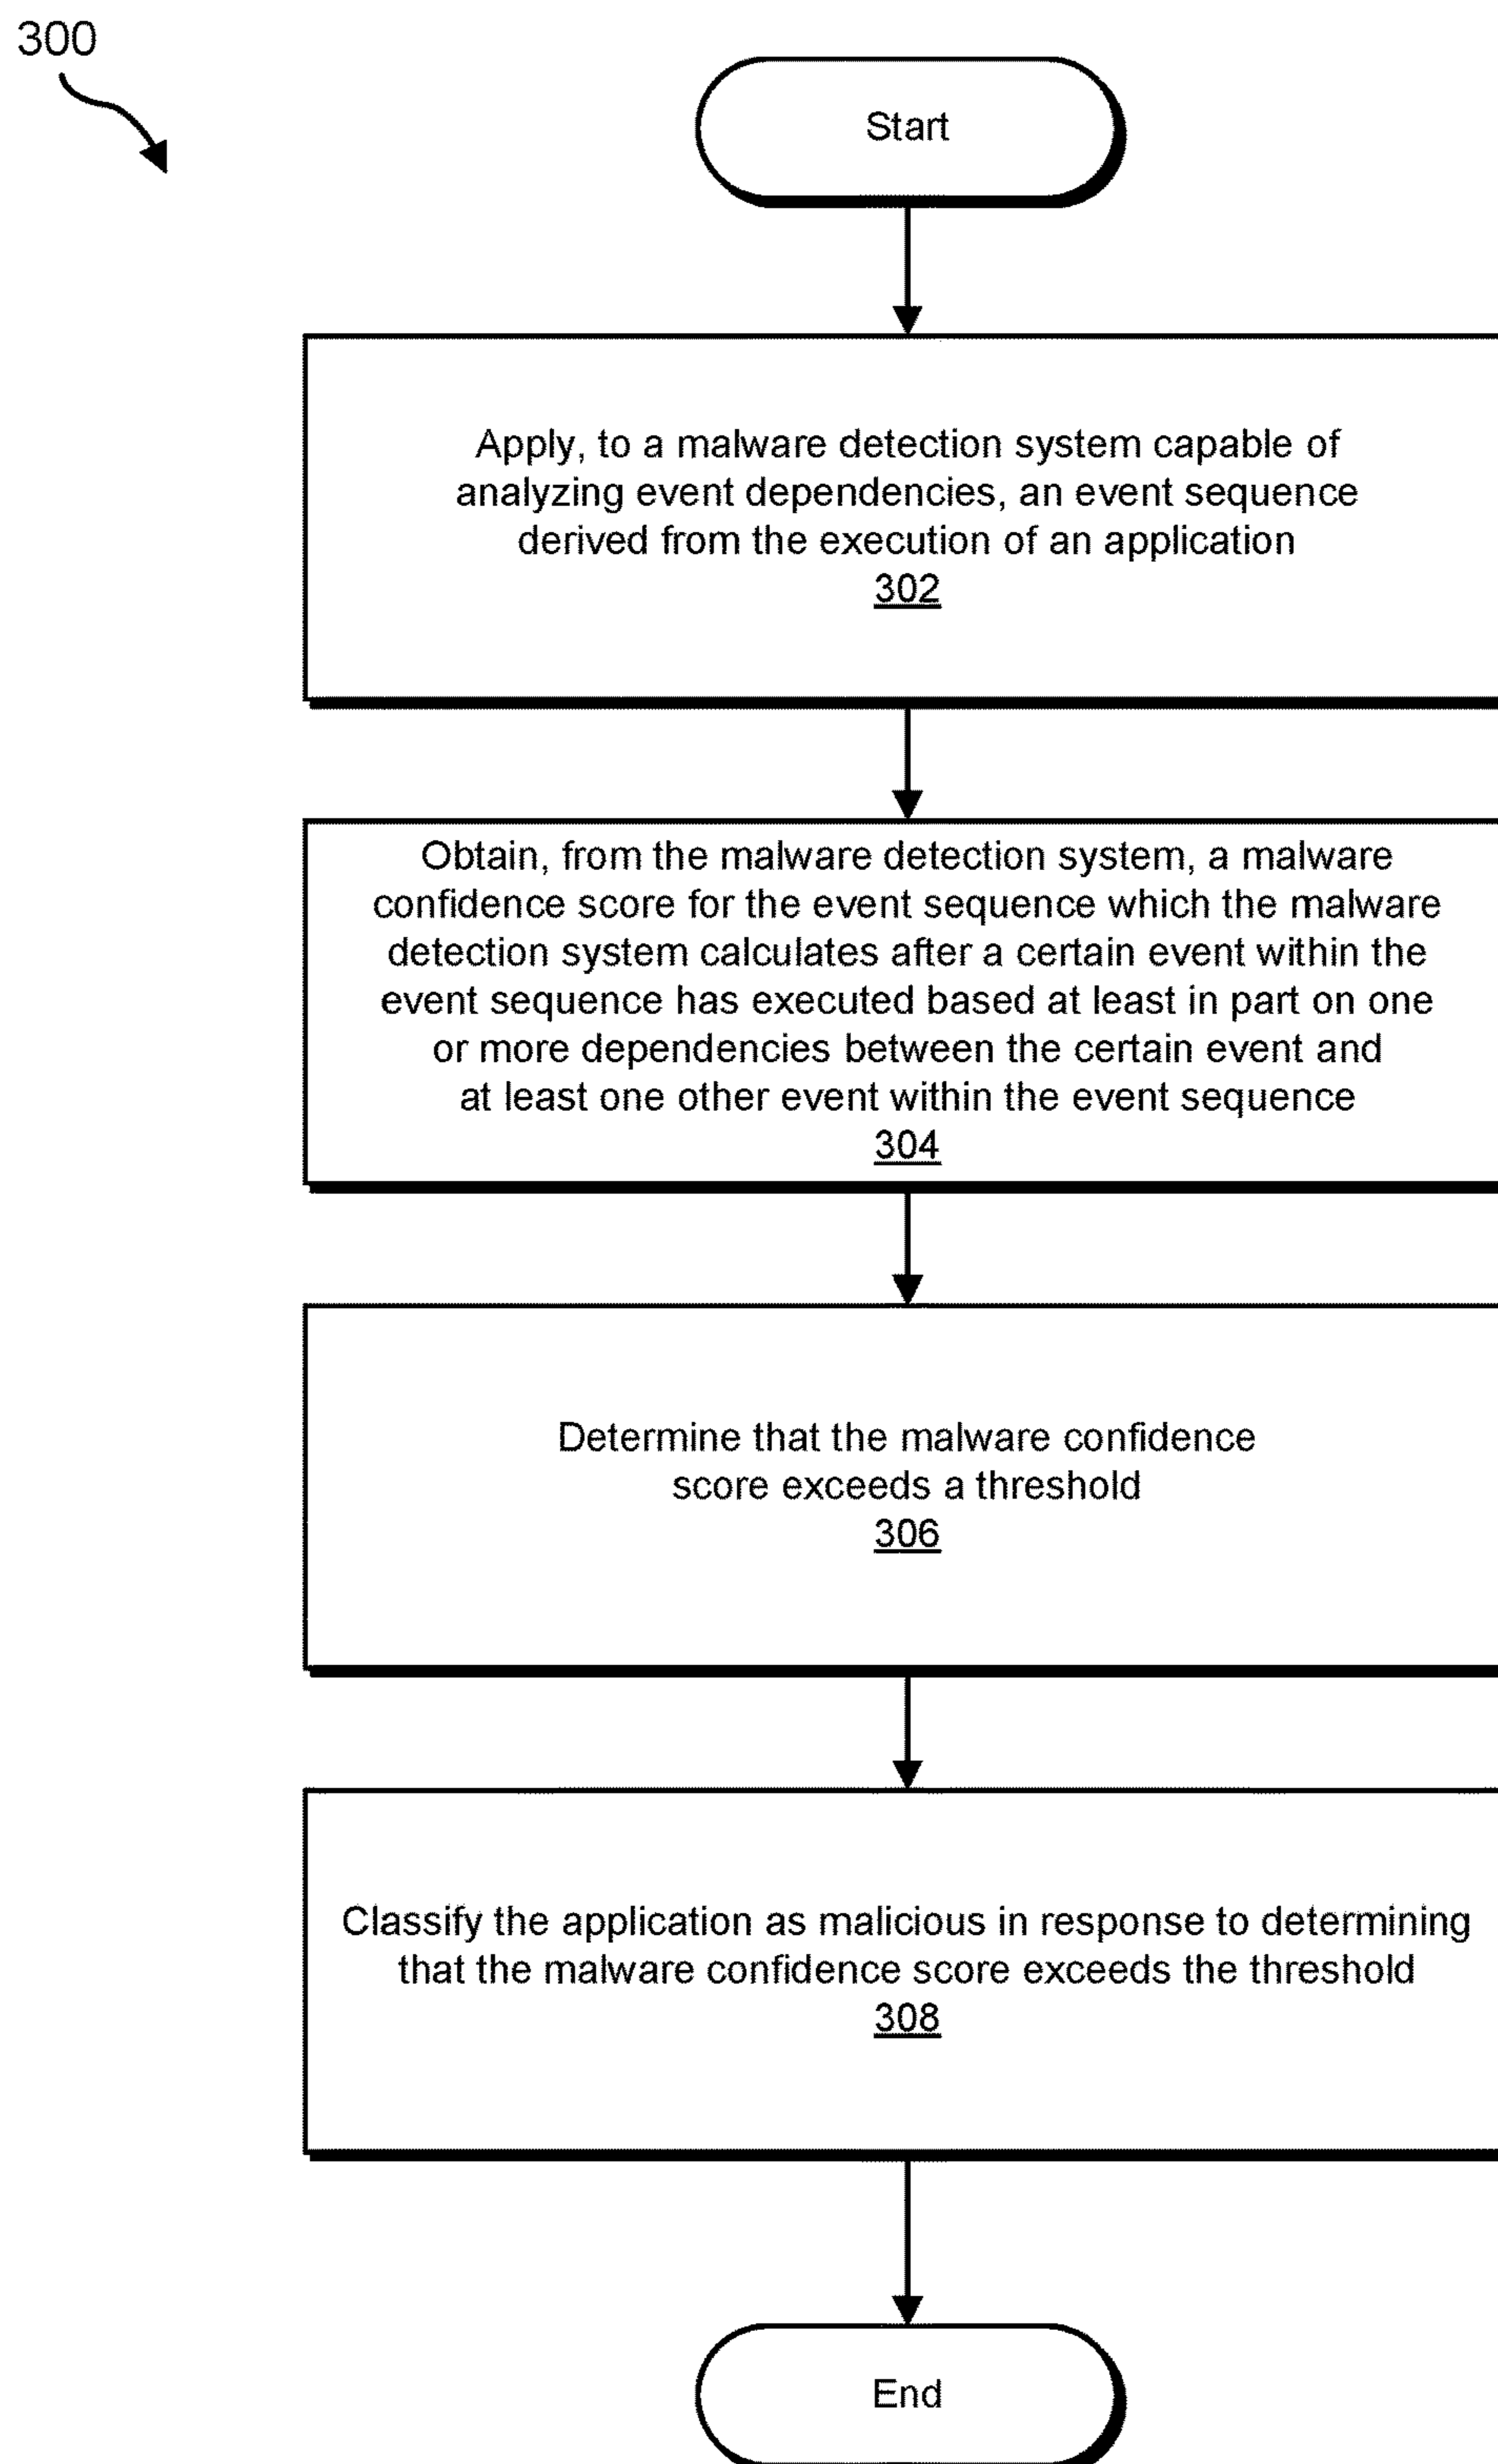 300
Start
Apply, to a malware detection system capable of
analyzing event dependencies, an event sequence
derived from the execution of an application
302
Obtain, from the malware detection system, a malware
confidence score for the event sequence which the malware
detection system calculates after a certain event within the
event sequence has executed based at least in part on one
or more dependencies between the certain event and
at least one other event within the event sequence
304
Determine that the malware confidence
score exceeds a threshold
306
Classify the application as malicious in response to determining
that the malware confidence score exceeds the threshold
308
End